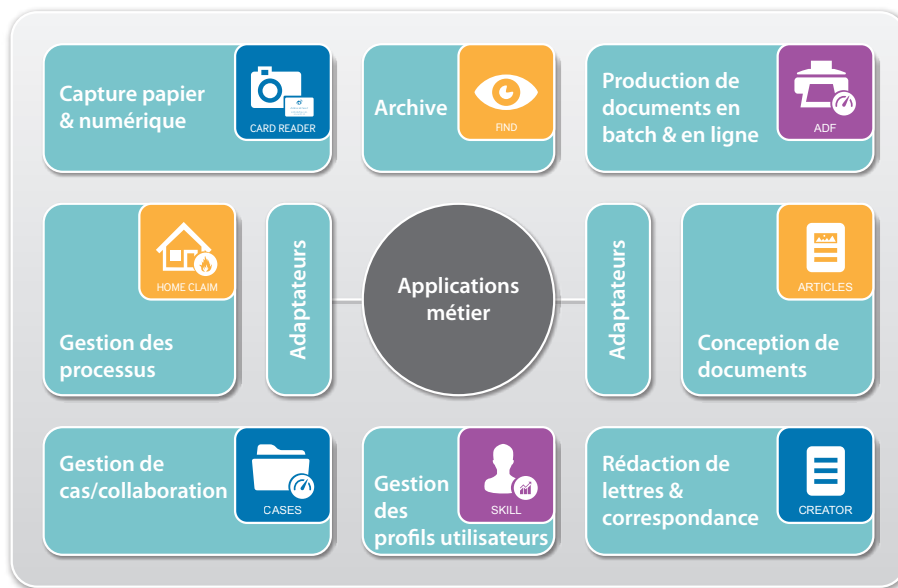 Capture papier
& numérique
CARD READER
Archive
FIND
Production de
documents en
batch & en ligne
ADF
HOME CLAIM
Gestion des
processus
Adaptateurs
Applications
métier
Adaptateurs
ARTICLES
Conception de
documents
Gestion de
cas/collaboration
CASES
Gestion
des
profils utilisateurs
SKILL
Rédaction de
lettres &
correspondance
CREATOR